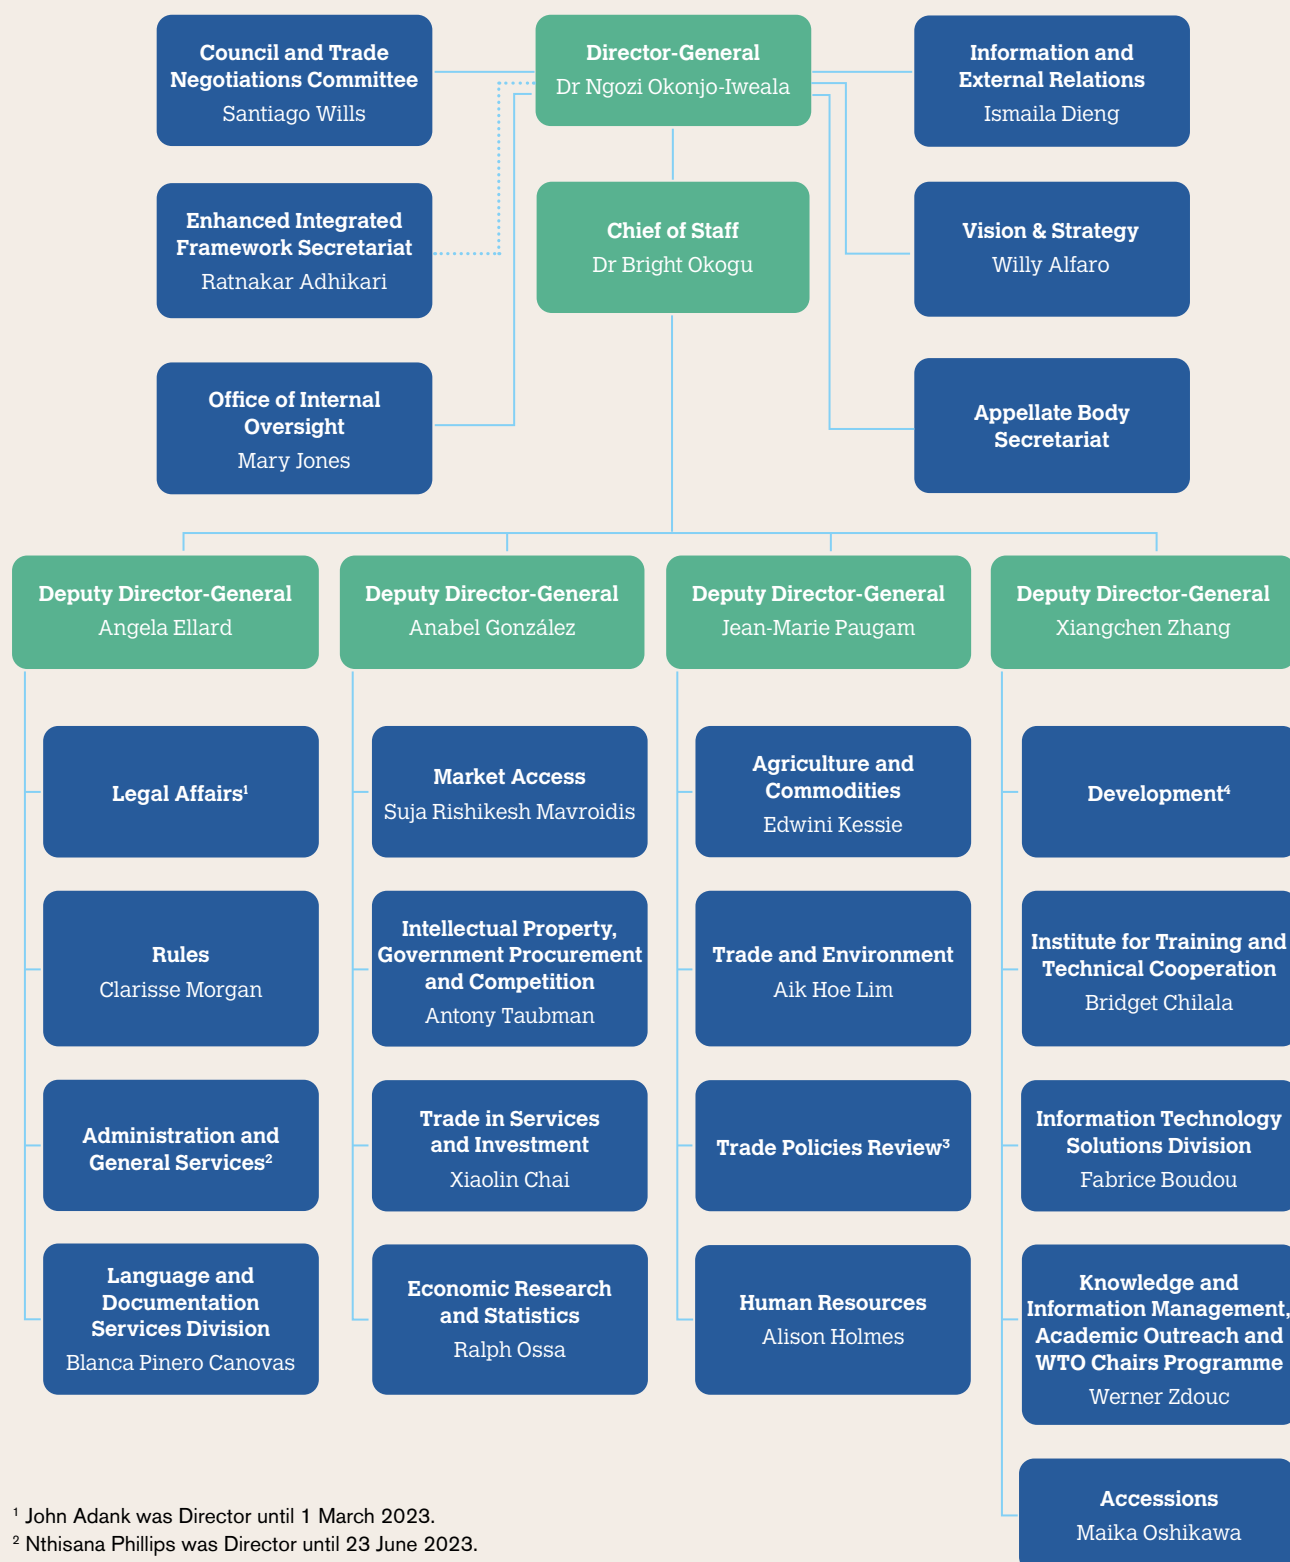 Council and Trade
Negotiations Committee
Santiago Wills
Director-General
Dr Ngozi Okonjo-Iweala
Information and
External Relations
Ismaila Dieng
Enhanced Integrated
Framework Secretariat
Ratnakar Adhikari
Chief of Staff
Dr Bright Okogu
Vision & Strategy
Willy Alfaro
Office of Internal
Oversight
Mary Jones
Appellate Body
Secretariat
Deputy Director-General
Angela Ellard
Deputy Director-General
Anabel González
Deputy Director-General
Jean-Marie Paugam
Deputy Director-General
Xiangchen Zhang
Legal Affairs¹
Market Access
Suja Rishikesh Mavroidis
Agriculture and
Commodities
Edwini Kessie
Development⁴
Rules
Clarisse Morgan
Intellectual Property,
Government Procurement
and Competition
Antony Taubman
Trade and Environment
Aik Hoe Lim
Institute for Training and
Technical Cooperation
Bridget Chilala
Administration and
General Services²
Trade in Services
and Investment
Xiaolin Chai
Trade Policies Review³
Information Technology
Solutions Division
Fabrice Boudou
Language and
Documentation
Services Division
Blanca Pinero Canovas
Economic Research
and Statistics
Ralph Ossa
Human Resources
Alison Holmes
Knowledge and
Information Management,
Academic Outreach and
WTO Chairs Programme
Werner Zdouc
Accessions
Maika Oshikawa
¹ John Adank was Director until 1 March 2023.
² Nthisana Phillips was Director until 23 June 2023.